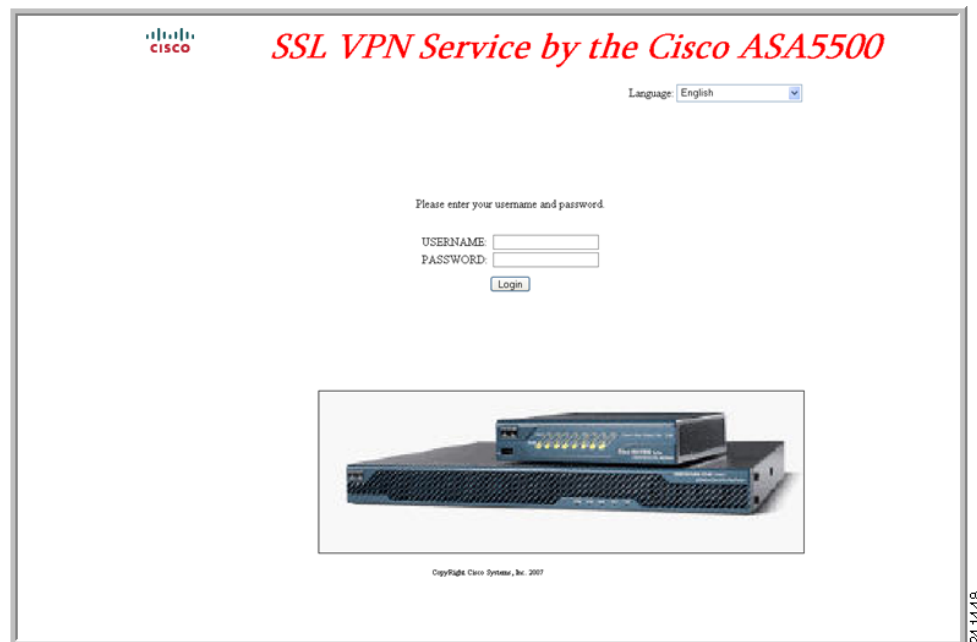 CISCO
SSL VPN Service by the Cisco ASA5500
Language: English
Please enter your username and password.
USERNAME:
PASSWORD:
Login
CopyRight Cisco Systems, Inc. 2007
211448